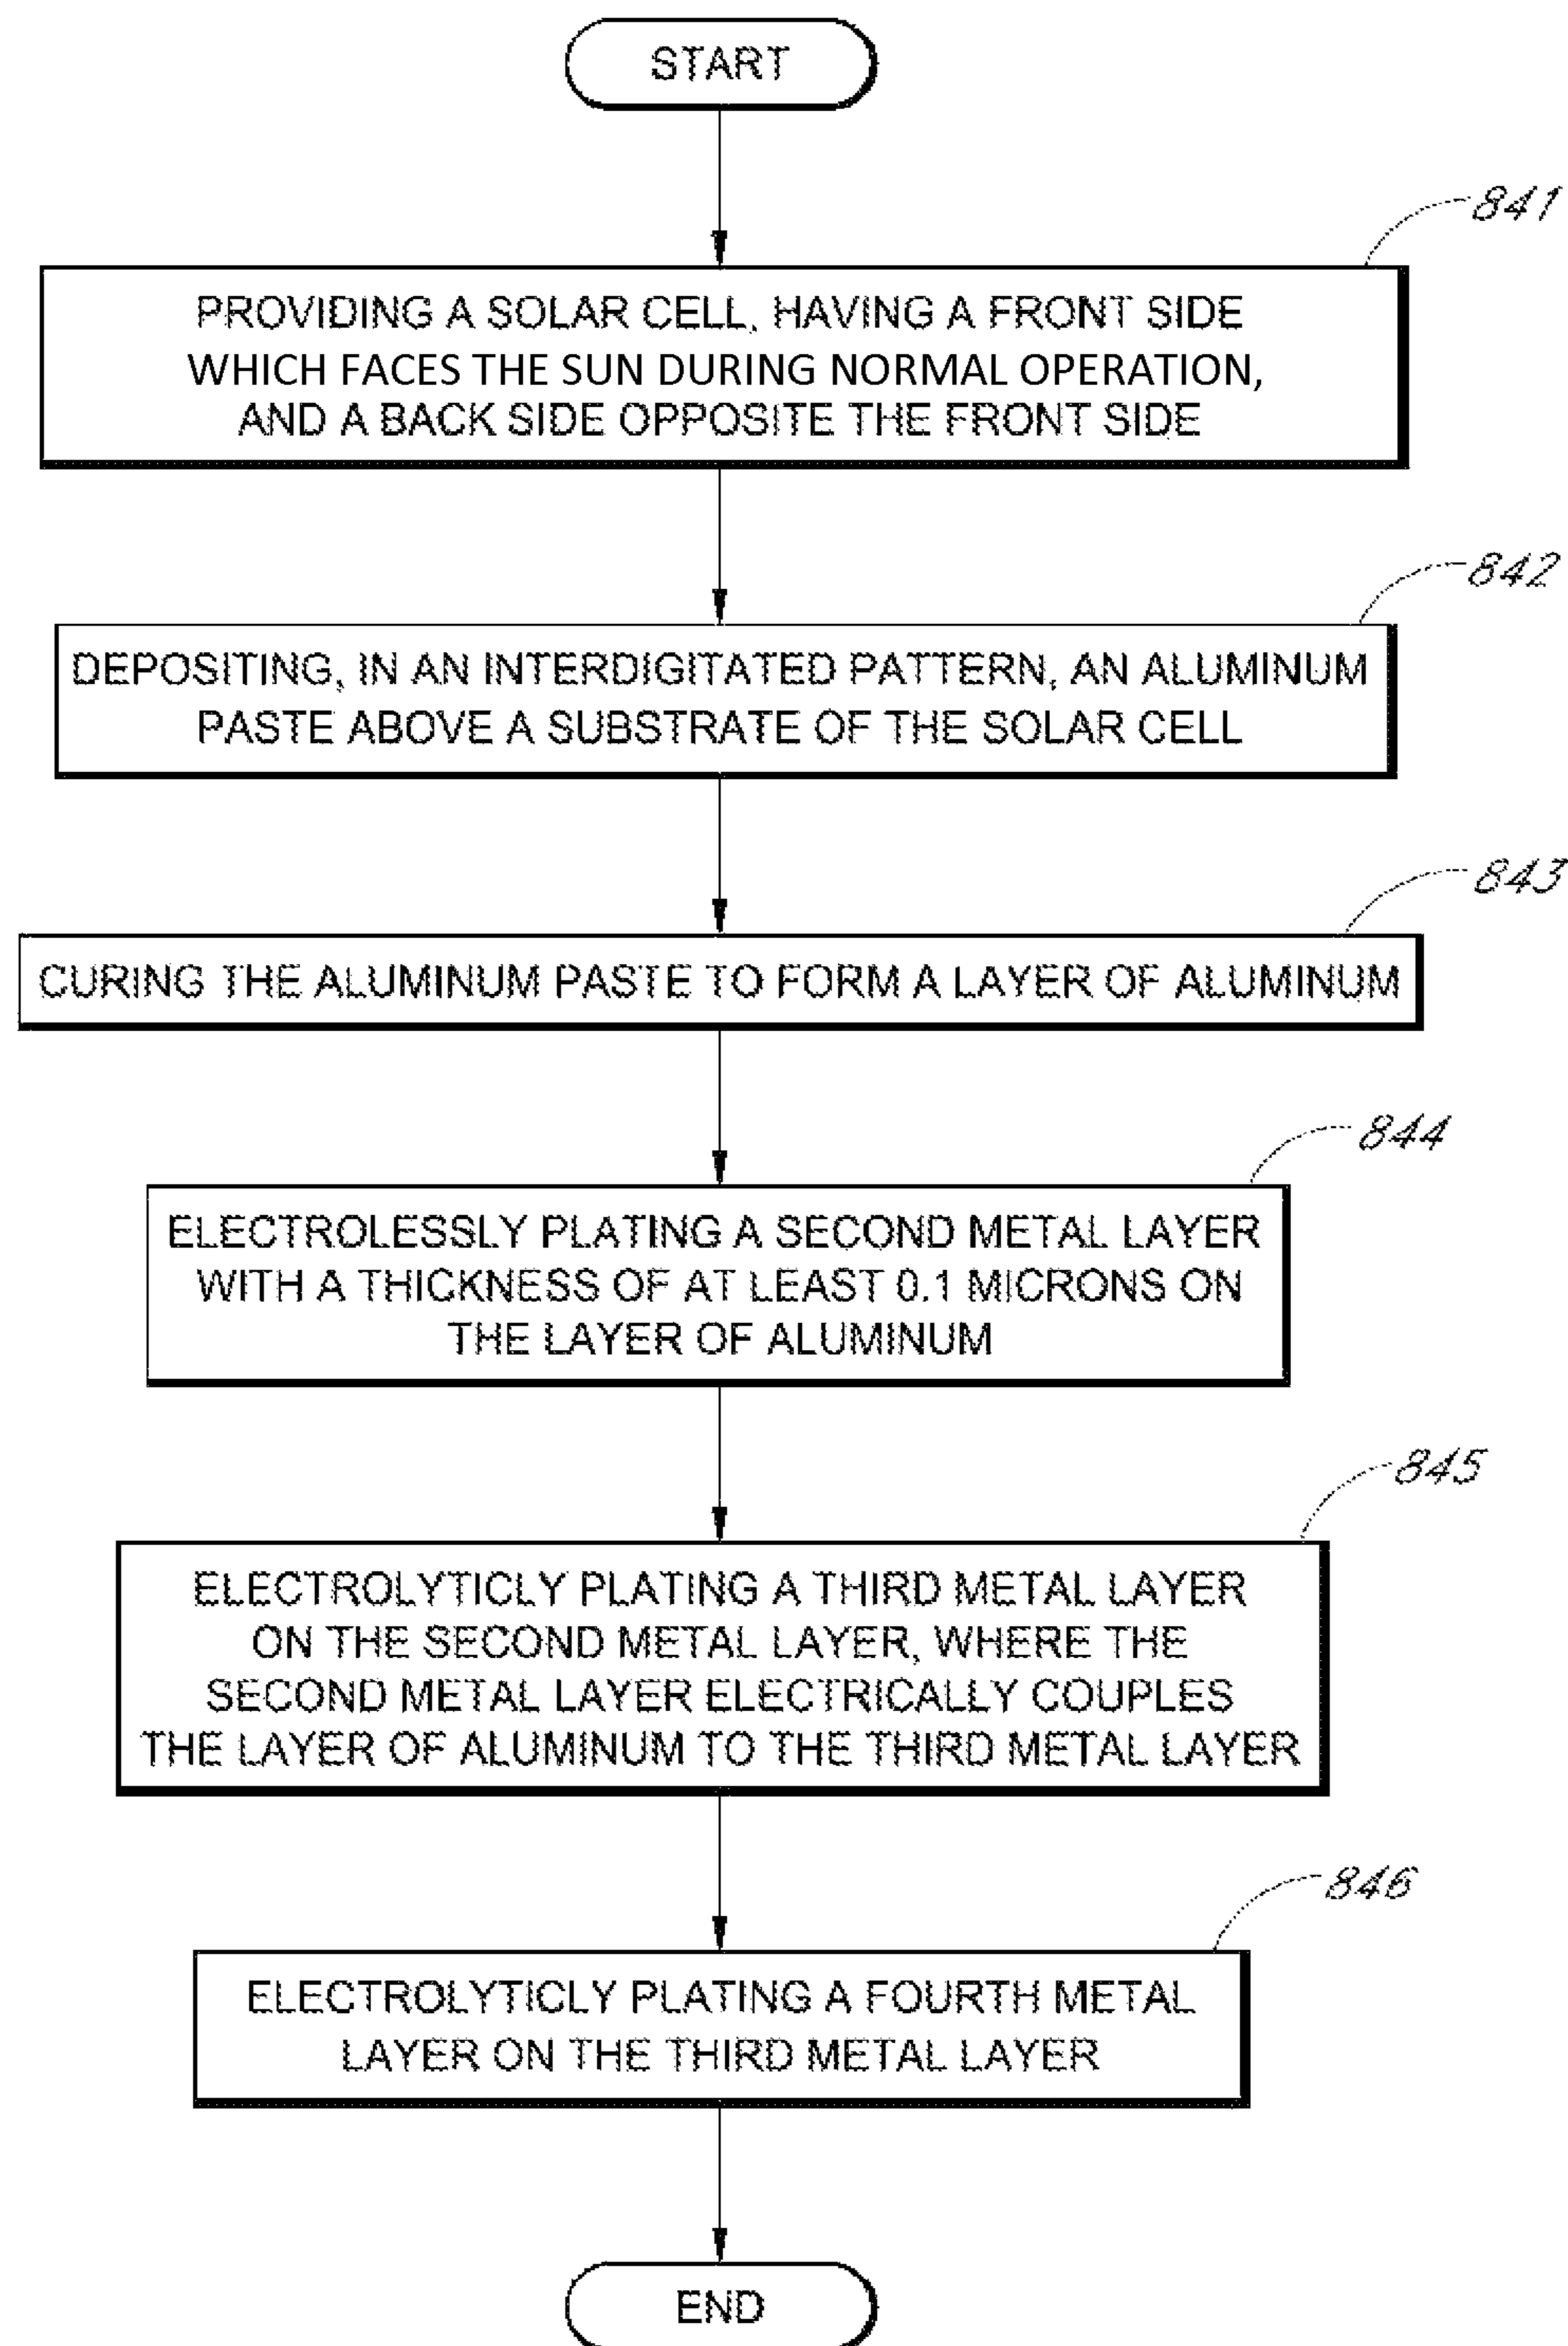 START
841
PROVIDING A SOLAR CELL, HAVING A FRONT SIDE
WHICH FACES THE SUN DURING NORMAL OPERATION,
AND A BACK SIDE OPPOSITE THE FRONT SIDE
842
DEPOSITING, IN AN INTERDIGITATED PATTERN, AN ALUMINUM
PASTE ABOVE A SUBSTRATE OF THE SOLAR CELL
843
CURING THE ALUMINUM PASTE TO FORM A LAYER OF ALUMINUM
844
ELECTROLESSLY PLATING A SECOND METAL LAYER
WITH A THICKNESS OF AT LEAST 0.1 MICRONS ON
THE LAYER OF ALUMINUM
845
ELECTROLYTICLY PLATING A THIRD METAL LAYER
ON THE SECOND METAL LAYER, WHERE THE
SECOND METAL LAYER ELECTRICALLY COUPLES
THE LAYER OF ALUMINUM TO THE THIRD METAL LAYER
846
ELECTROLYTICLY PLATING A FOURTH METAL
LAYER ON THE THIRD METAL LAYER
END